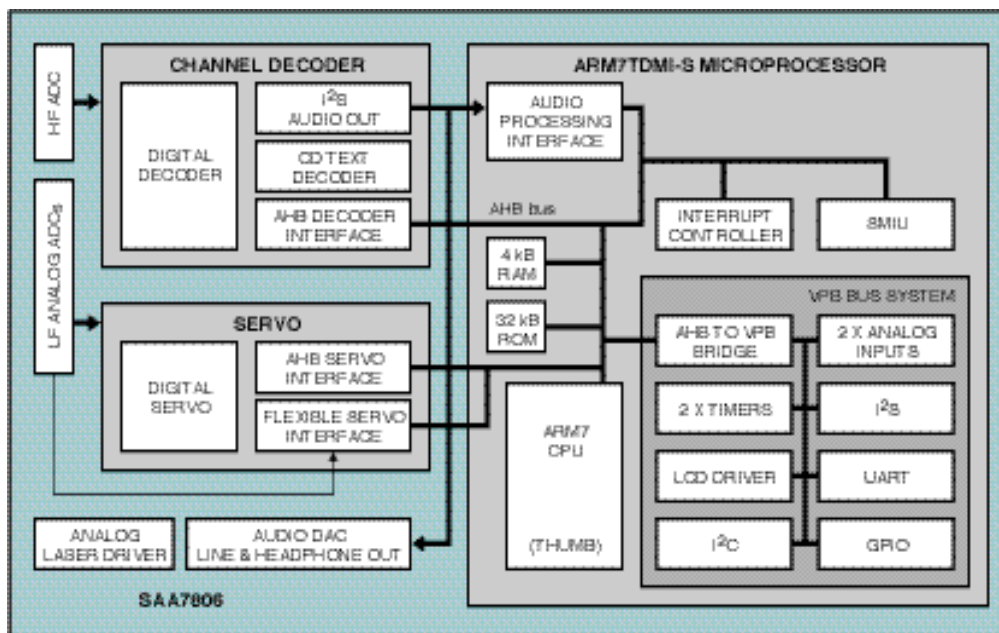 CHANNEL DECODER
ARM7TDMI-S MICROPROCESSOR
HF ADC
DIGITAL
DECODER
I²S
AUDIO OUT
CD TEXT
DECODER
AHB DECODER
INTERFACE
AUDIO
PROCESSING
INTERFACE
AHB bus
INTERRUPT
CONTROLLER
SMIU
4 kB
RAM
32 kB
ROM
LF ANALOG ADCs
SERVO
DIGITAL
SERVO
AHB SERVO
INTERFACE
FLEXIBLE SERVO
INTERFACE
ARM7
CPU
(THUMB)
VPB BUS SYSTEM
AHB TO VPB
BRIDGE
2 X ANALOG
INPUTS
2 X TIMERS
I²S
LCD DRIVER
UART
I²C
GPIO
ANALOG
LASER DRIVER
AUDIO DAC
LINE & HEADPHONE OUT
SAA7806